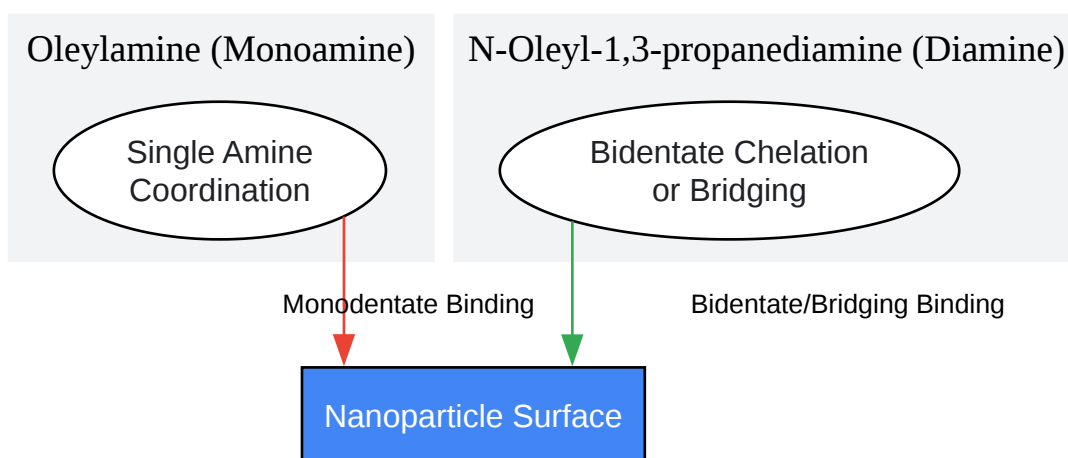 Oleylamine (Monoamine)
N-Oleyl-1,3-propanediamine (Diamine)
Single Amine
Coordination
Bidentate Chelation
or Bridging
Monodentate Binding
Bidentate/Bridging Binding
Nanoparticle Surface